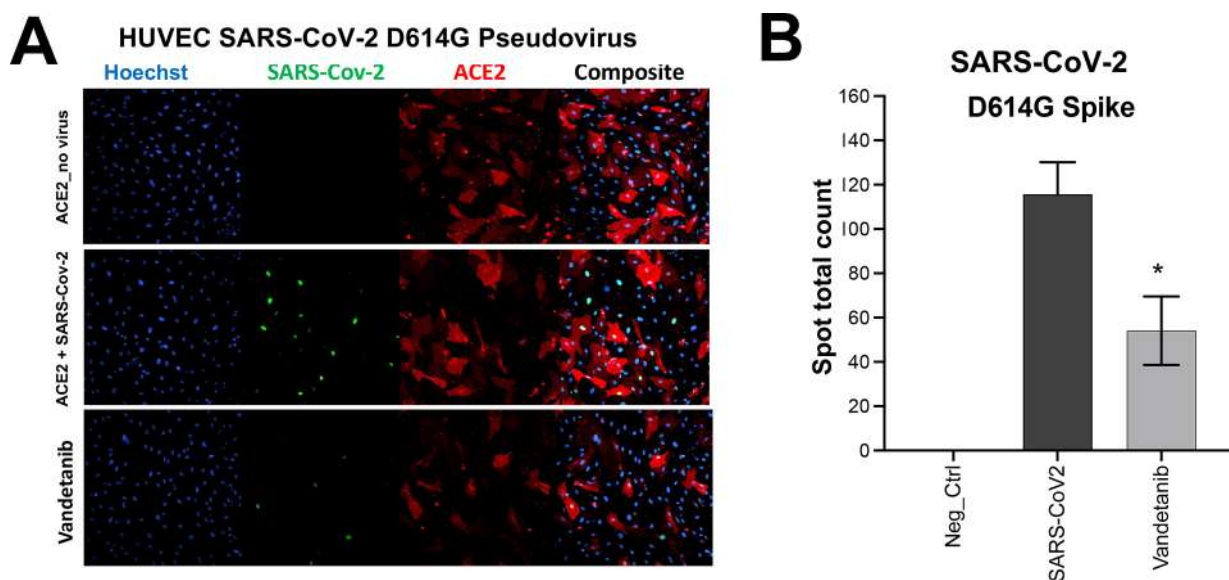 A
HUVEC SARS-CoV-2 D614G Pseudovirus
Hoechst SARS-Cov-2 ACE2 Composite
ACE2_no virus
ACE2 + SARS-Cov-2
Vandetanib
B
SARS-CoV-2
D614G Spike
Spot total count
160
140
120
100
80
60
40
20
0
*
Neg_Ctrl
SARS-CoV2
Vandetanib